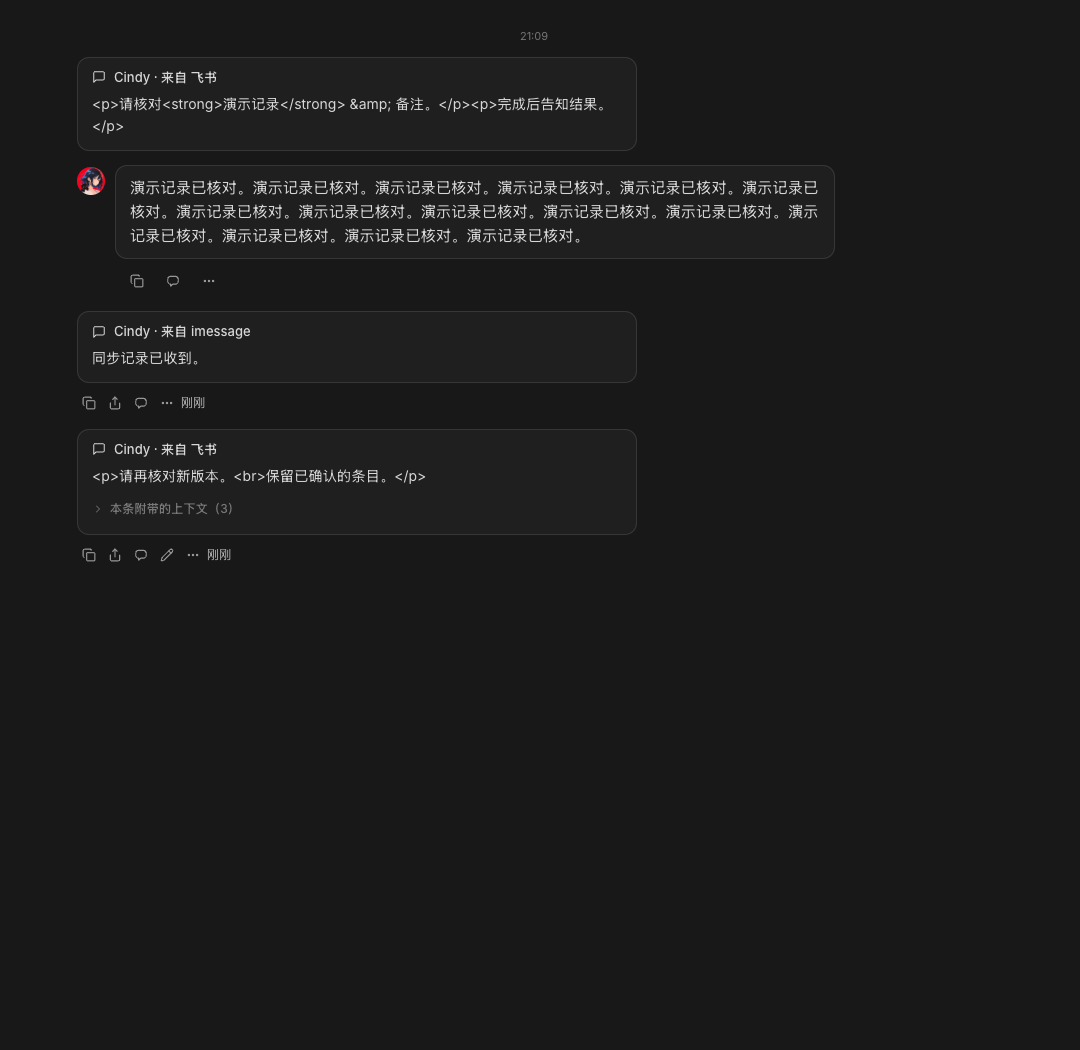 21:09
Cindy · 来自 飞书
<p>请核对<strong>演示记录</strong> &amp; 备注。</p><p>完成后告知结果。
</p>
演示记录已核对。演示记录已核对。演示记录已核对。演示记录已核对。演示记录已核对。演示记录已
核对。演示记录已核对。演示记录已核对。演示记录已核对。演示记录已核对。演示记录已核对。演示
记录已核对。演示记录已核对。演示记录已核对。演示记录已核对。
Cindy · 来自 imessage
同步记录已收到。
刚刚
Cindy · 来自 飞书
<p>请再核对新版本。<br>保留已确认的条目。</p>
本条附带的上下文（3）
刚刚